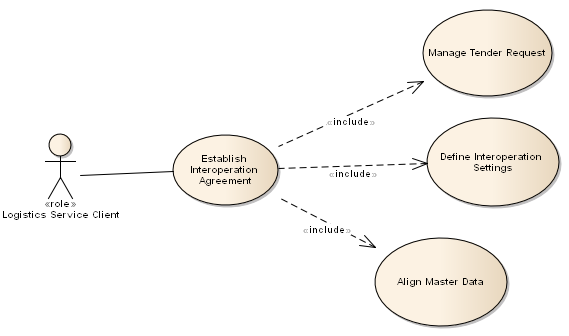 Manage Tender Request
«include»
Establish
Interoperation
Agreement
Define Interoperation
Settings
«include»
«role»
Logistics Service Client
«include»
Align Master Data